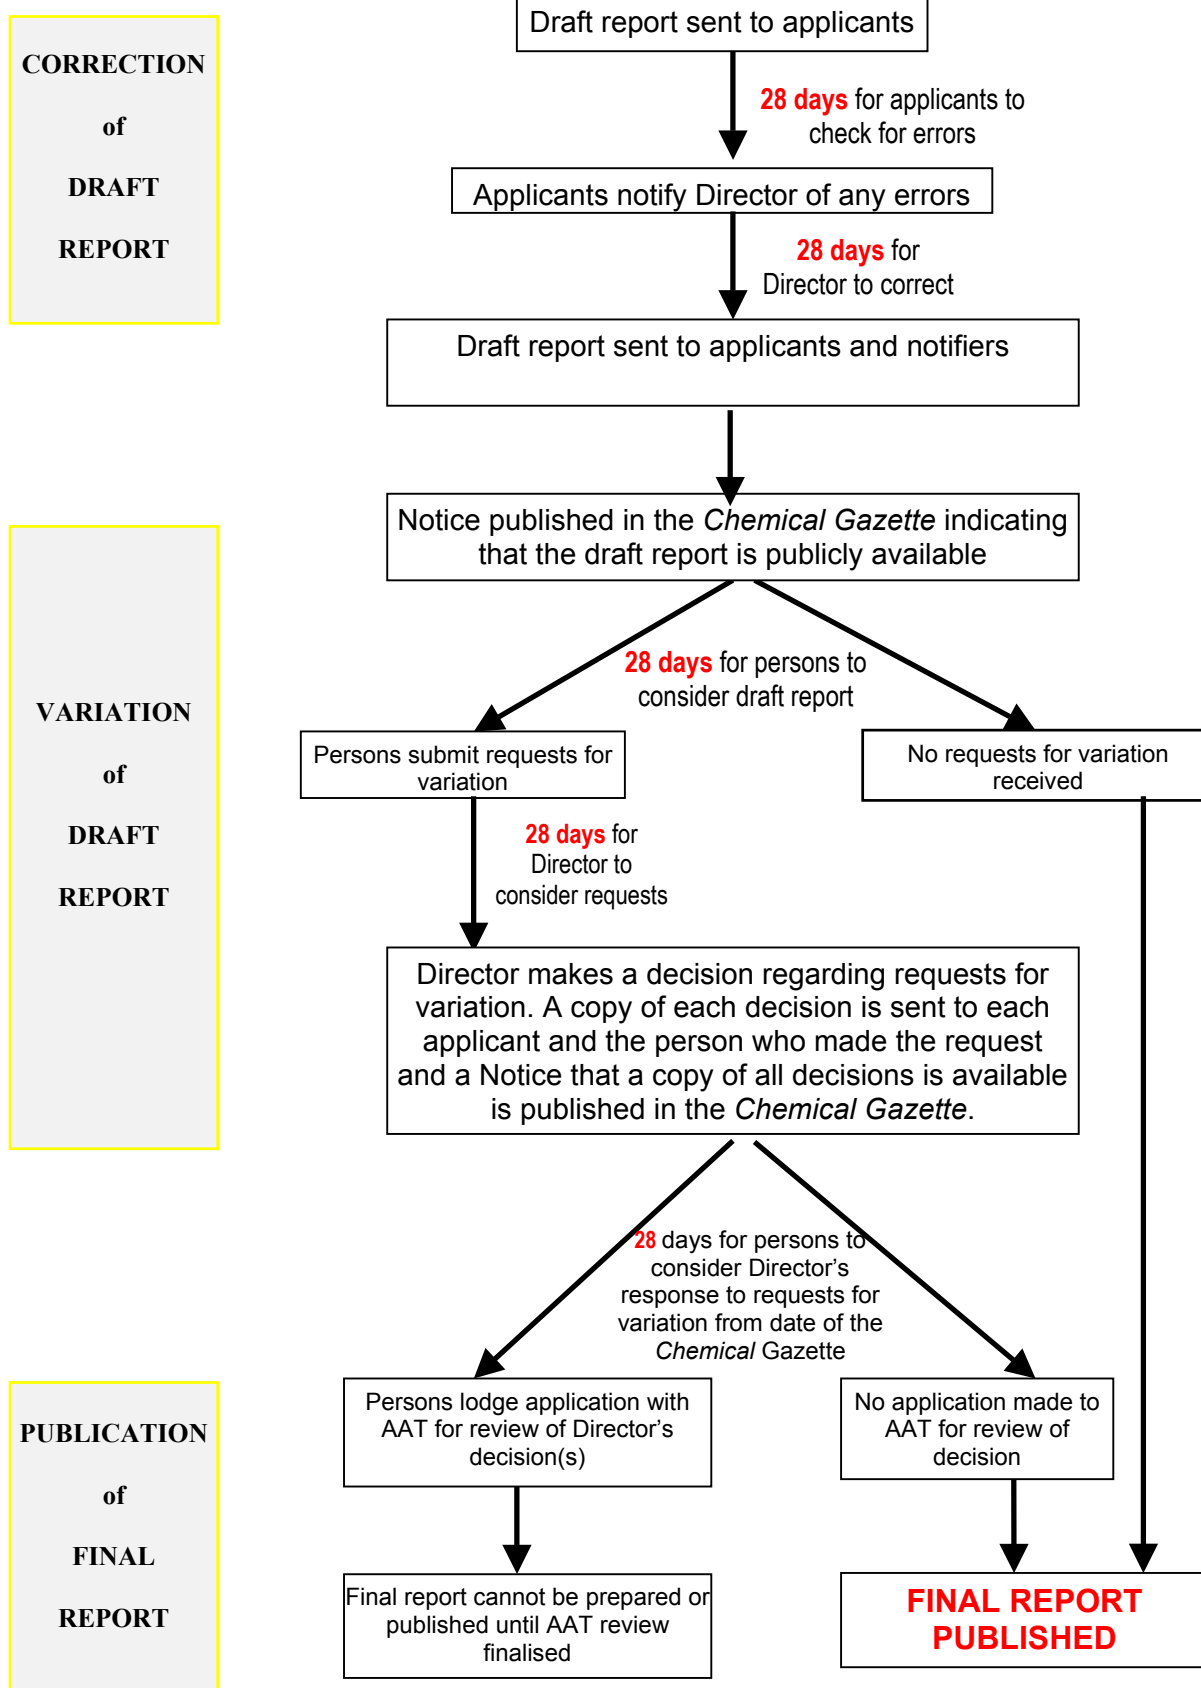 Draft report sent to applicants
CORRECTION
of
DRAFT
REPORT
28 days for applicants to
check for errors
Applicants notify Director of any errors
28 days for
Director to correct
Draft report sent to applicants and notifiers
Notice published in the Chemical Gazette indicating
that the draft report is publicly available
VARIATION
of
DRAFT
REPORT
28 days for persons to
consider draft report
Persons submit requests for
variation
No requests for variation
received
28 days for
Director to
consider requests
Director makes a decision regarding requests for
variation. A copy of each decision is sent to each
applicant and the person who made the request
and a Notice that a copy of all decisions is available
is published in the Chemical Gazette.
28 days for persons to
consider Director’s
response to requests for
variation from date of the
Chemical Gazette
PUBLICATION
of
FINAL
REPORT
Persons lodge application with
AAT for review of Director’s
decision(s)
No application made to
AAT for review of
decision
Final report cannot be prepared or
published until AAT review
finalised
FINAL REPORT
PUBLISHED